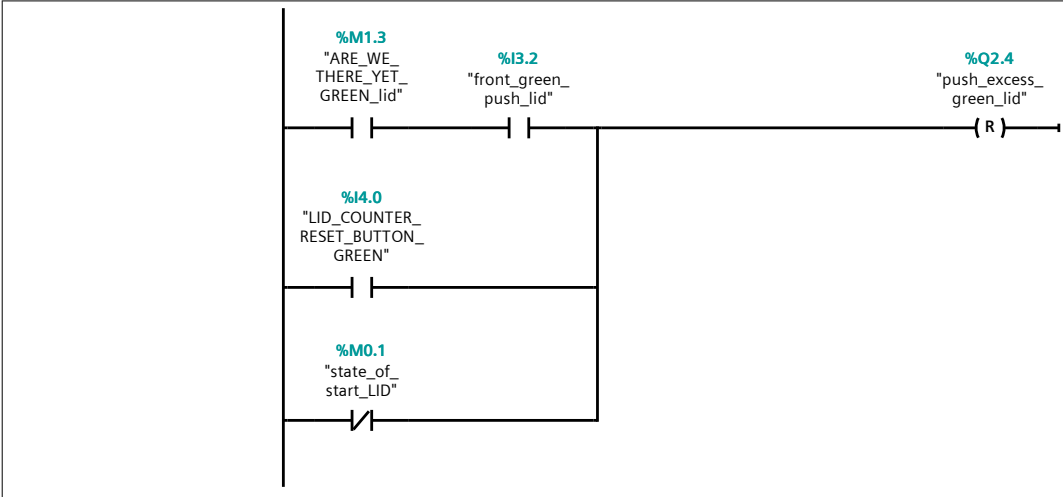 %M1.3
"ARE_WE_
THERE_YET_
GREEN_lid"
%I3.2
"front_green_
push_lid"
%Q2.4
"push_excess_
green_lid"
R
%I4.0
"LID_COUNTER_
RESET_BUTTON_
GREEN"
%M0.1
"state_of_
start_LID"